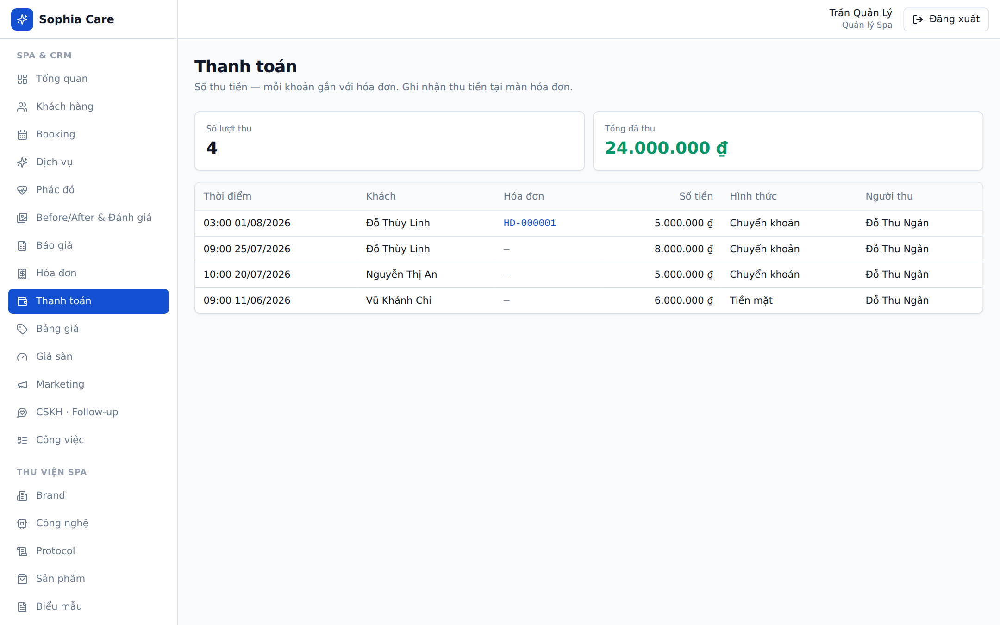 Sophia Care
Trần Quản Lý
Quản lý Spa
Đăng xuất
SPA & CRM
Tổng quan
Khách hàng
Booking
Dịch vụ
Phác đồ
Before/After & Đánh giá
Báo giá
Hóa đơn
Thanh toán
Bảng giá
Giá sàn
Marketing
CSKH · Follow-up
Công việc
THƯ VIỆN SPA
Brand
Công nghệ
Protocol
Sản phẩm
Biểu mẫu
Thanh toán
Sổ thu tiền — mỗi khoản gắn với hóa đơn. Ghi nhận thu tiền tại màn hóa đơn.
Số lượt thu
4
Tổng đã thu
24.000.000 ₫
Thời điểm Khách Hóa đơn Số tiền Hình thức Người thu
03:00 01/08/2026 Đỗ Thùy Linh HD-000001 5.000.000 ₫ Chuyển khoản Đỗ Thu Ngân
09:00 25/07/2026 Đỗ Thùy Linh — 8.000.000 ₫ Chuyển khoản Đỗ Thu Ngân
10:00 20/07/2026 Nguyễn Thị An — 5.000.000 ₫ Chuyển khoản Đỗ Thu Ngân
09:00 11/06/2026 Vũ Khánh Chi — 6.000.000 ₫ Tiền mặt Đỗ Thu Ngân